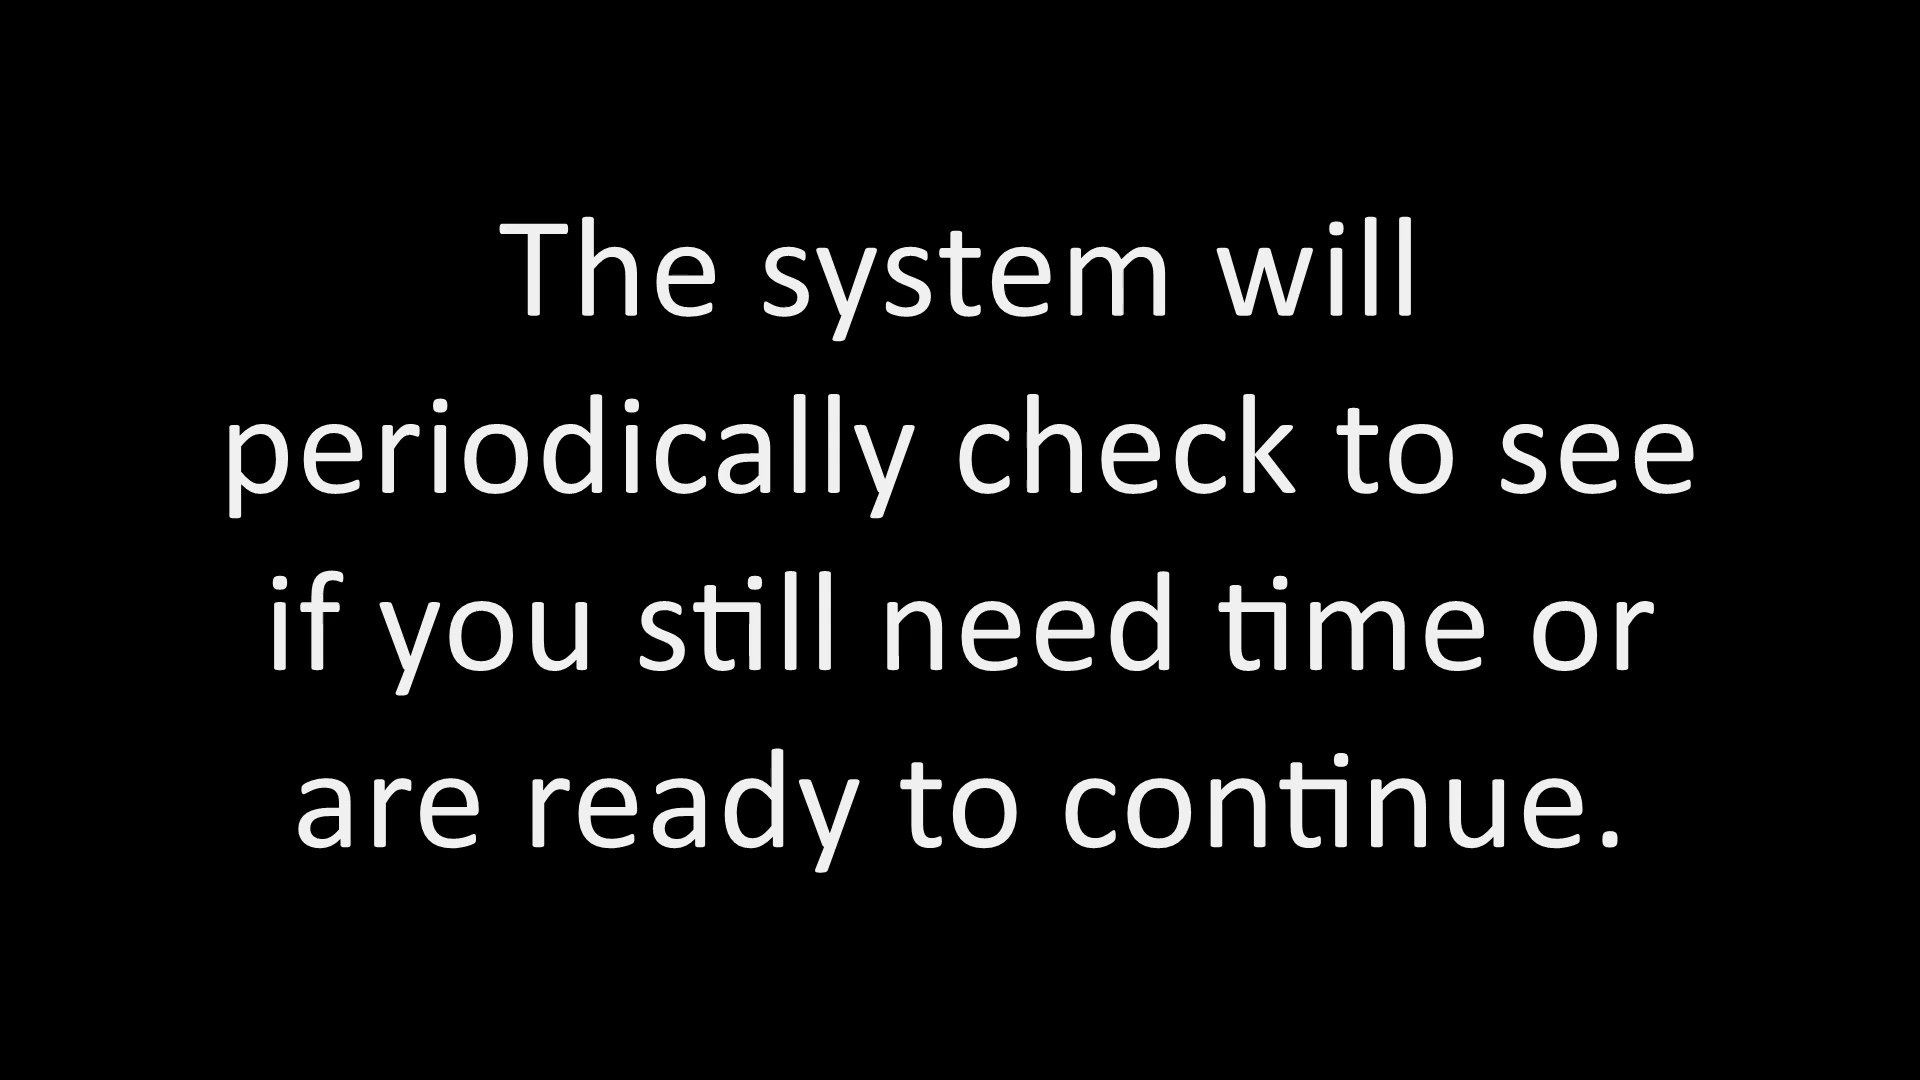 The system will
periodically check to see
if you still need time or
are ready to continue.